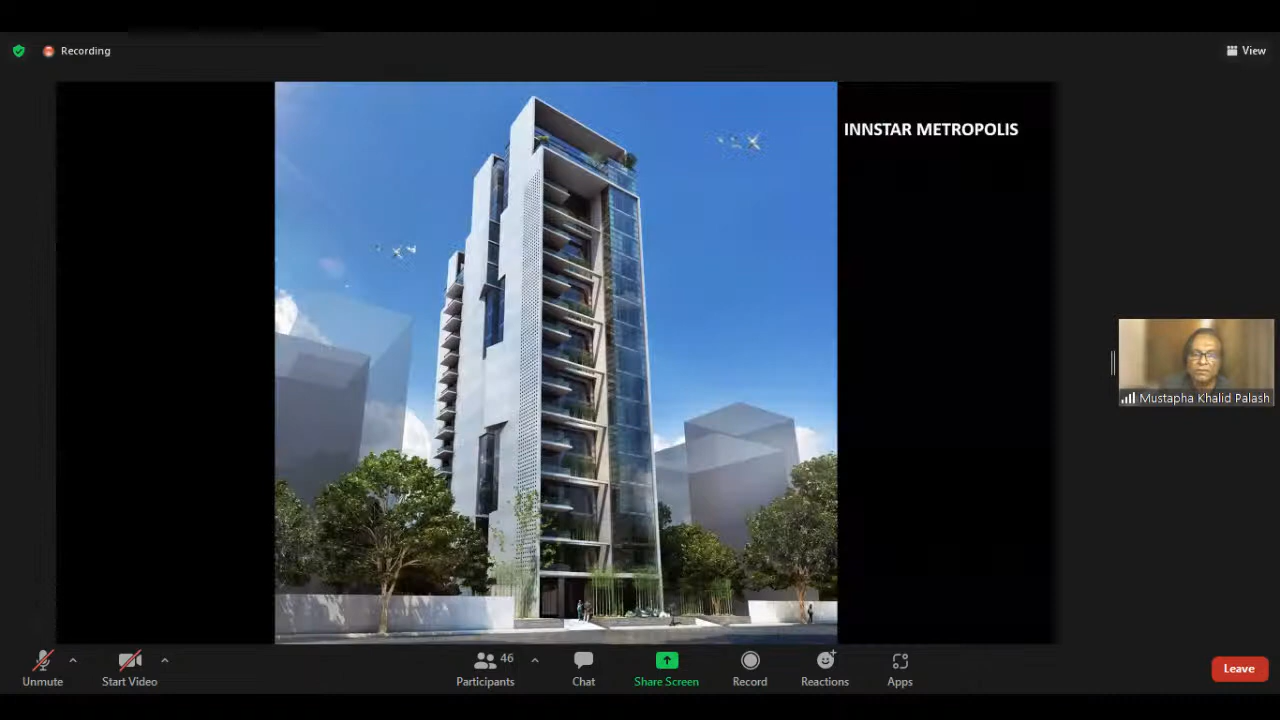 Recording
View
INNSTAR METROPOLIS
Mustapha Khalid Palash
Unmute
Start Video
46
Participants
Chat
Share Screen
Record
Reactions
Apps
Leave